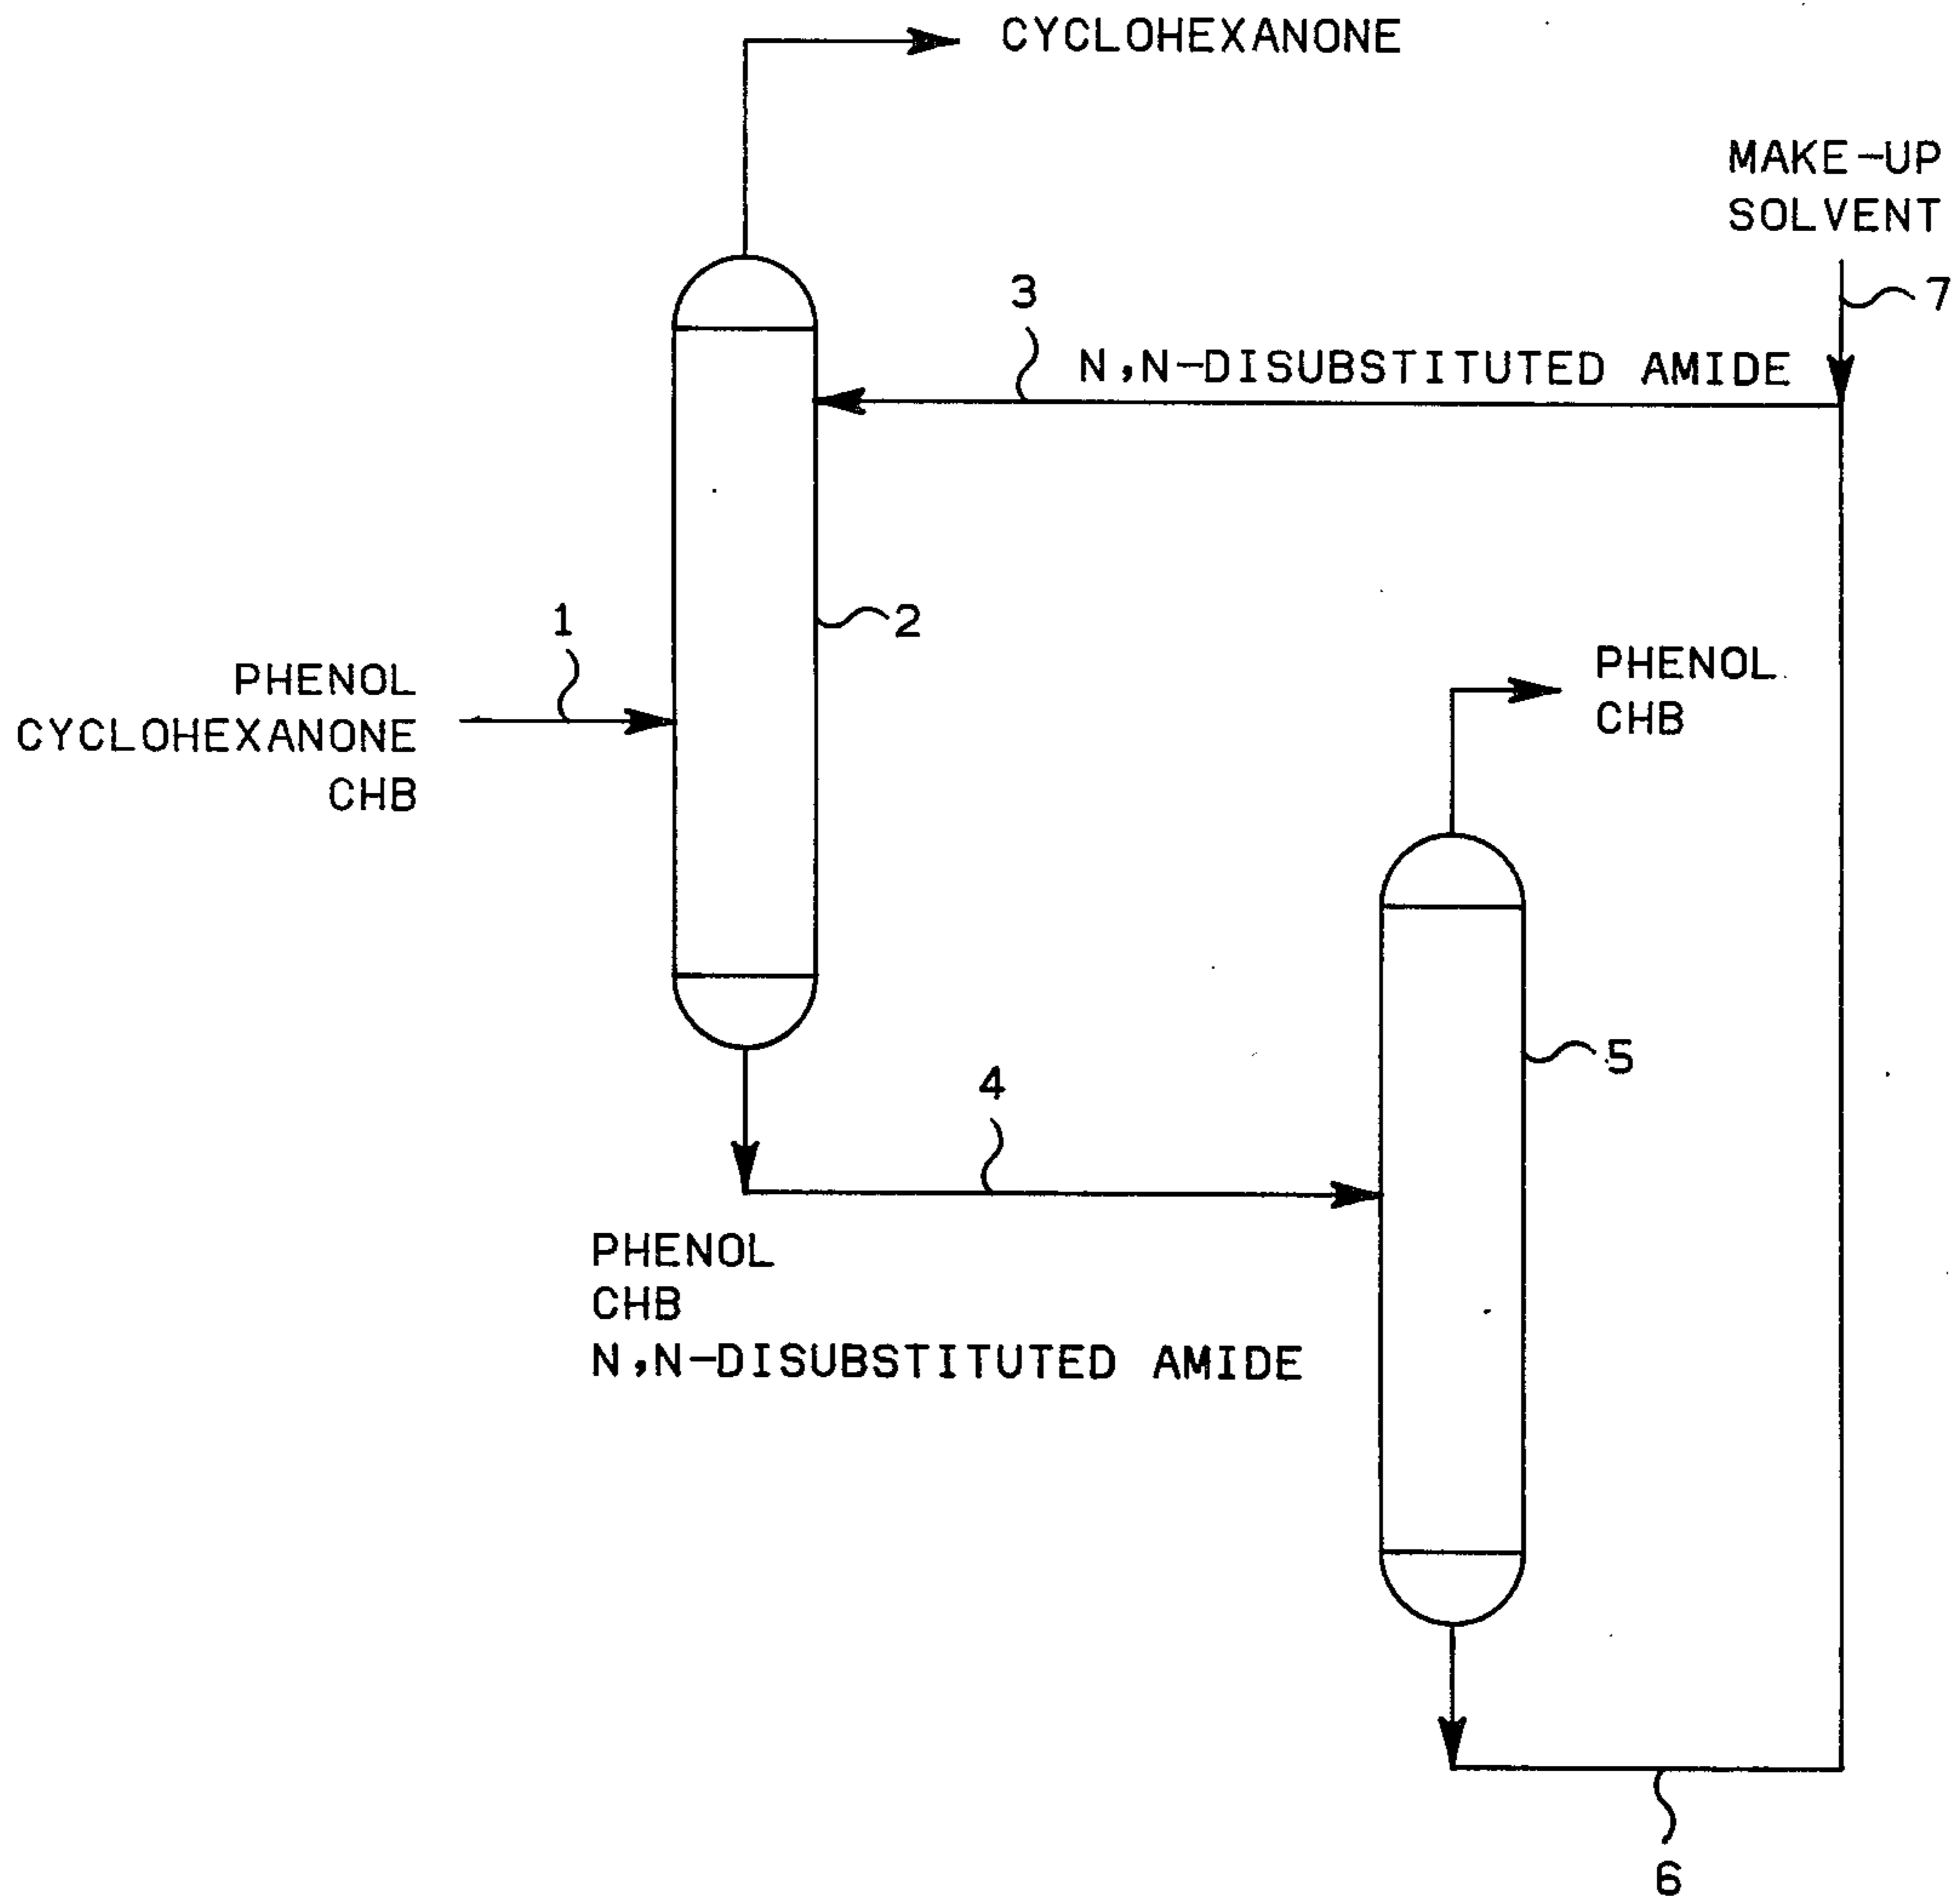 CYCLOHEXANONE
MAKE-UP
SOLVENT
3
7
N,N-DISUBSTITUTED AMIDE
1
2
PHENOL
CYCLOHEXANONE
CHB
PHENOL
CHB
4
5
PHENOL
CHB
N,N-DISUBSTITUTED AMIDE
6